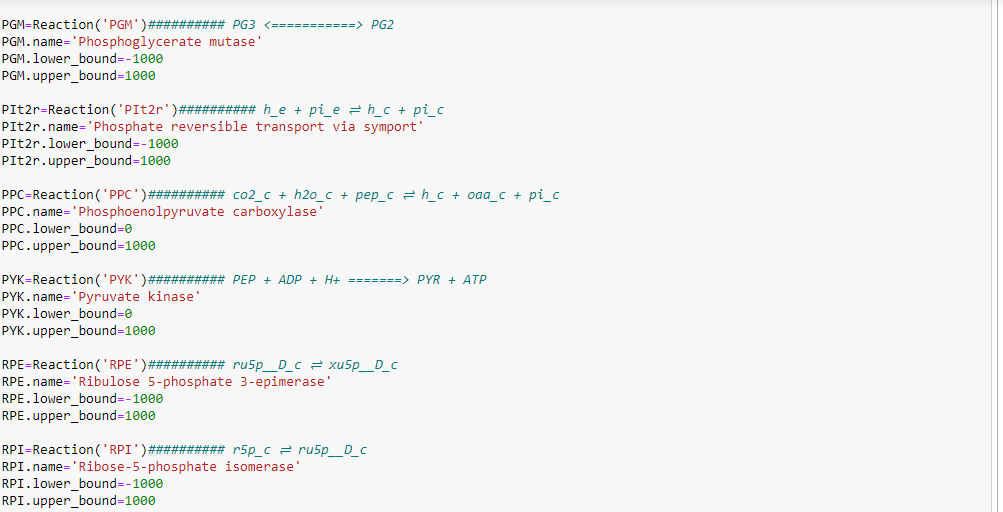 PGM=Reaction('PGM')########## PG3 <===========> PG2
PGM.name='Phosphoglycerate mutase'
PGM.lower_bound=-1000
PGM.upper_bound=1000
PIt2r=Reaction('PIt2r')########## h_e + pi_e ⇌ h_c + pi_c
PIt2r.name='Phosphate reversible transport via symport'
PIt2r.lower_bound=-1000
PIt2r.upper_bound=1000
PPC=Reaction('PPC')########## co2_c + h2o_c + pep_c ⇌ h_c + oaa_c + pi_c
PPC.name='Phosphoenolpyruvate carboxylase'
PPC.lower_bound=0
PPC.upper_bound=1000
PYK=Reaction('PYK')########## PEP + ADP + H+ =======> PYR + ATP
PYK.name='Pyruvate kinase'
PYK.lower_bound=0
PYK.upper_bound=1000
RPE=Reaction('RPE')########## ru5p__D_c ⇌ xu5p__D_c
RPE.name='Ribulose 5-phosphate 3-epimerase'
RPE.lower_bound=-1000
RPE.upper_bound=1000
RPI=Reaction('RPI')########## r5p_c ⇌ ru5p__D_c
RPI.name='Ribose-5-phosphate isomerase'
RPI.lower_bound=-1000
RPI.upper_bound=1000